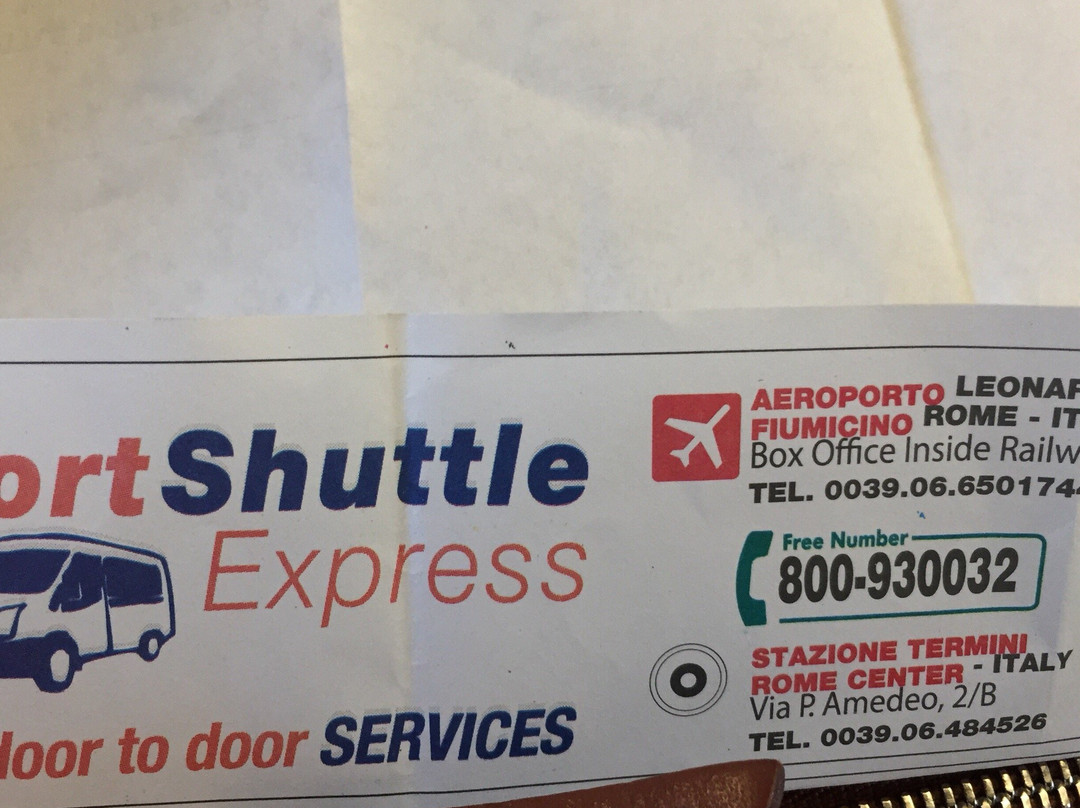 ortShuttle
Express
door to door SERVICES
AEROPORTO LEONAR
FIUMICINO ROME - IT
Box Office Inside Railw
TEL. 0039.06.6501744
Free Number
800-930032
STAZIONE TERMINI
ROME CENTER - ITALY
Via P. Amedeo, 2/B
TEL. 0039.06.484526